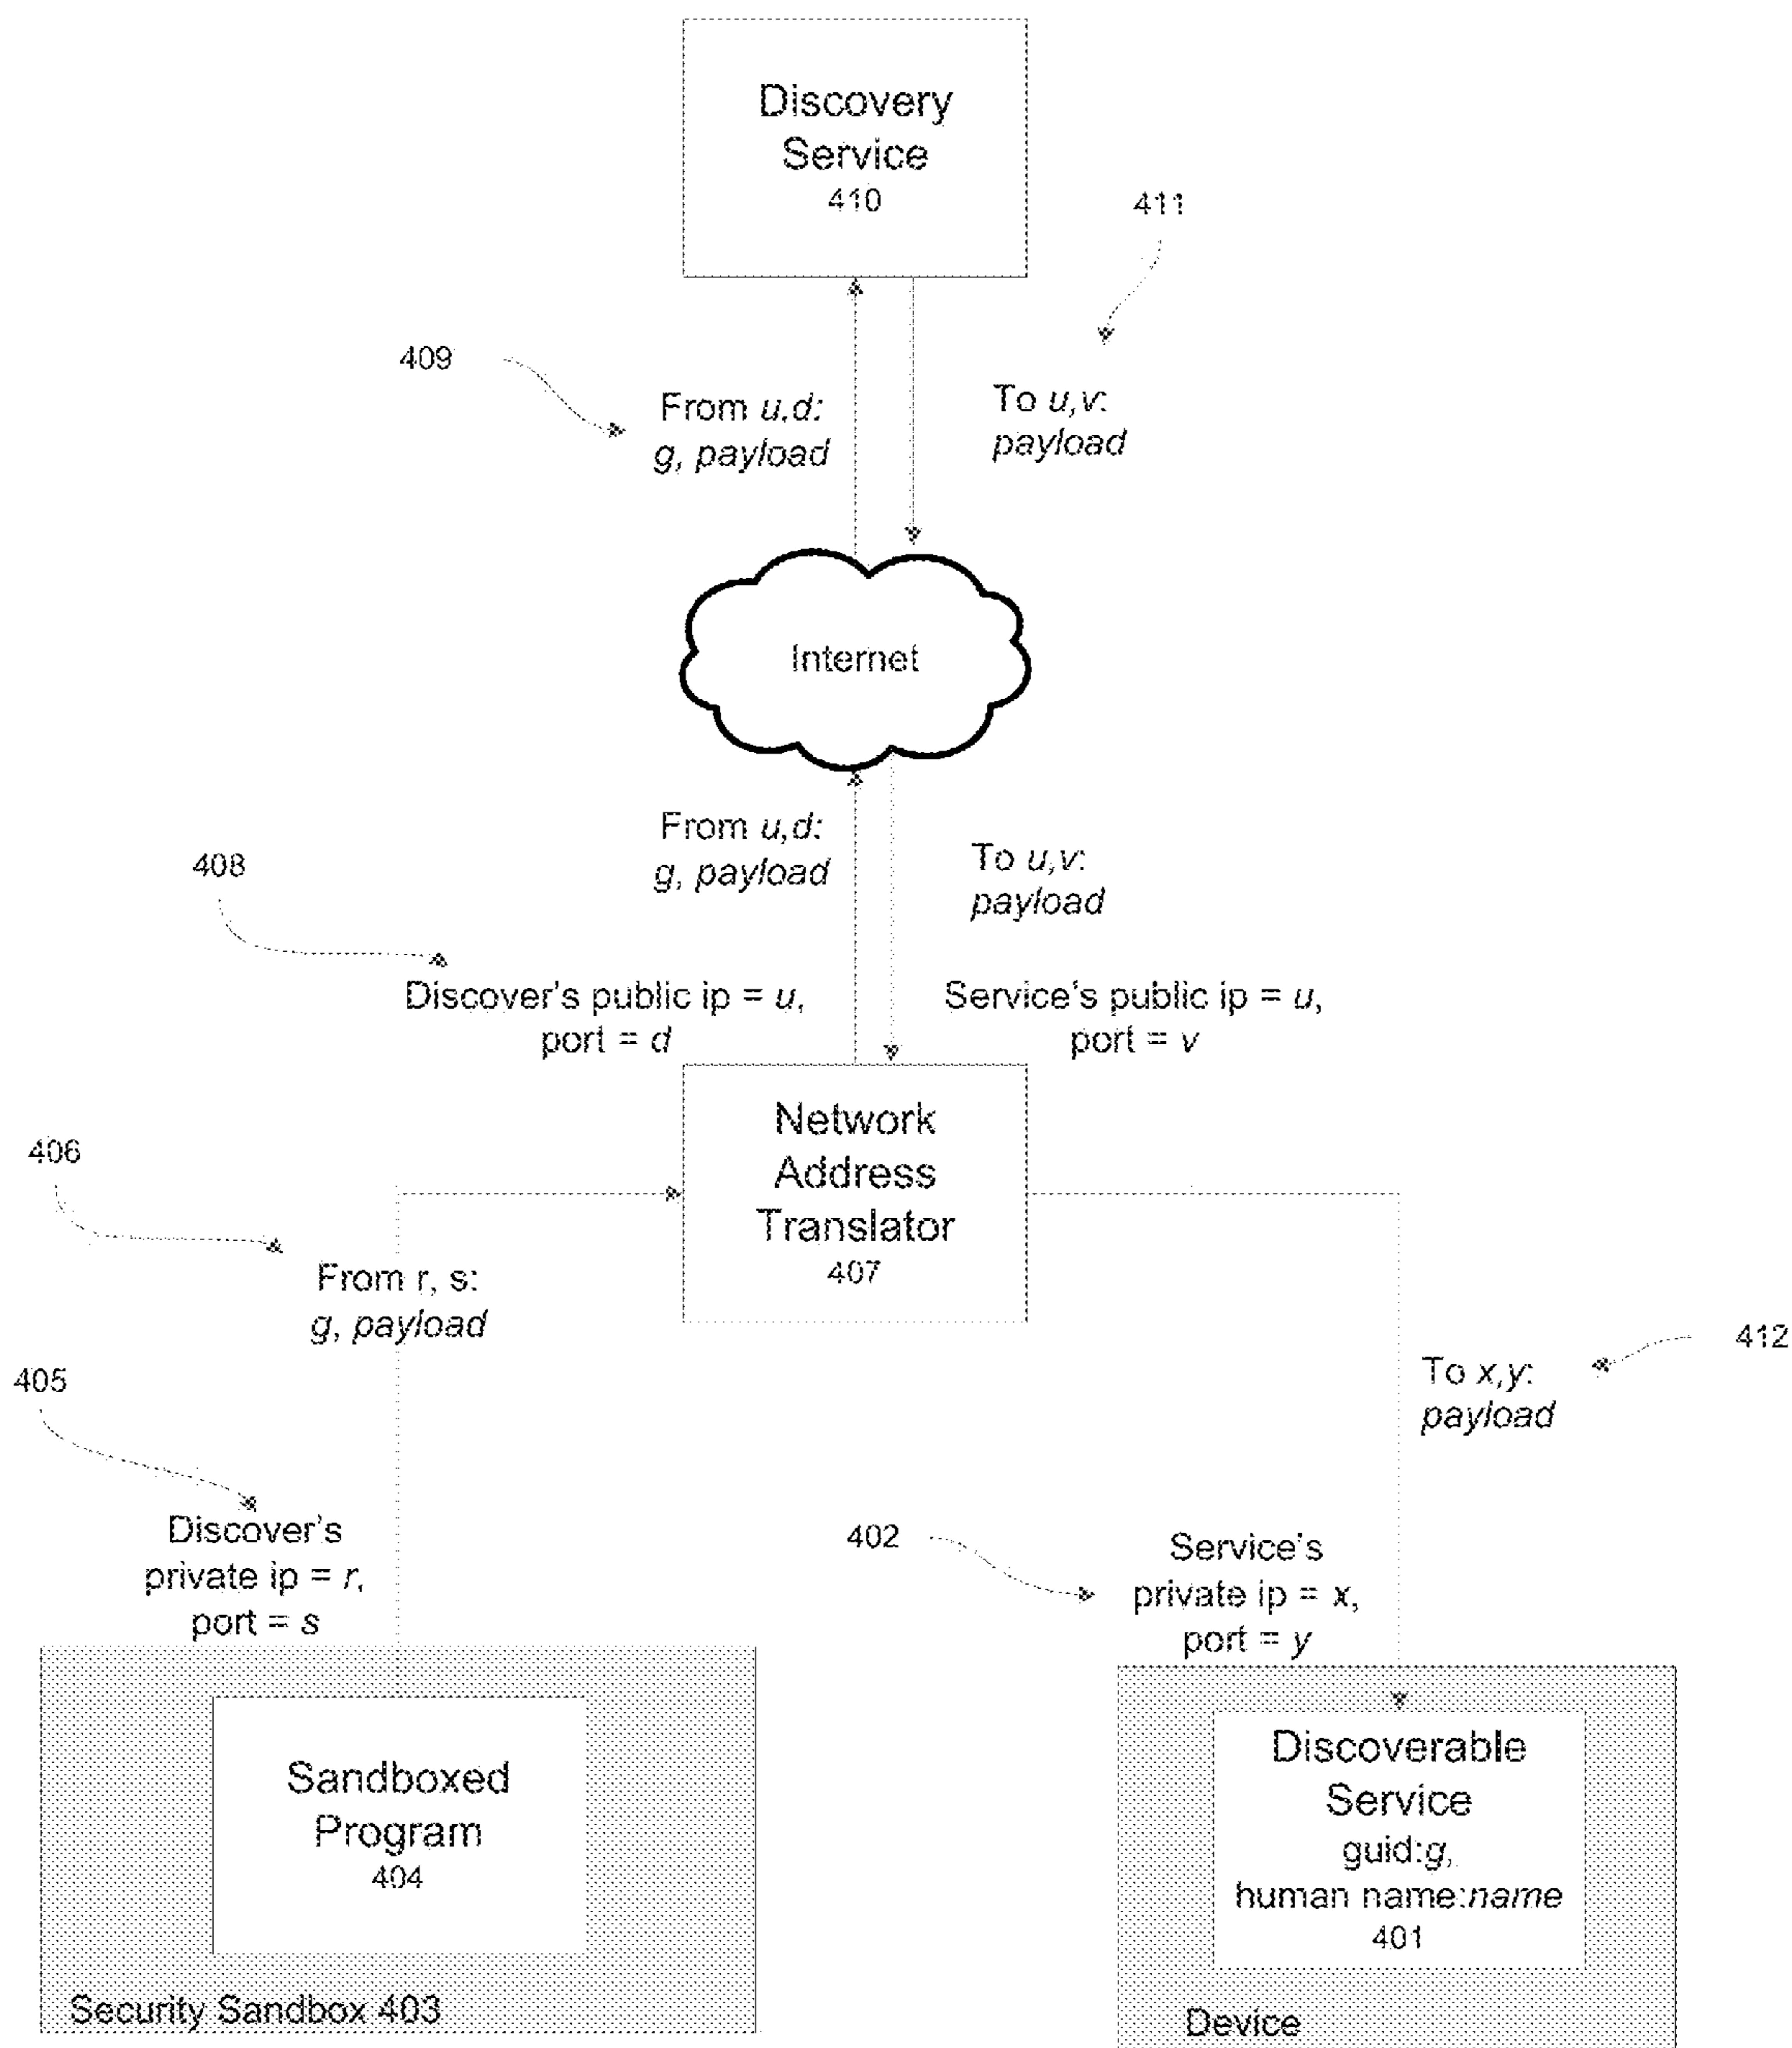 Discovery
Service
410
411
409
From u,d:
g, payload
To u,v:
payload
Internet
From u,d:
g, payload
To u,v:
payload
408
Discover's public ip = u,
port = d
Service's public ip = u,
port = v
Network
Address
Translator
407
406
From r, s:
g, payload
412
To x,y:
payload
405
Discover's
private ip = r,
port = s
402
Service's
private ip = x,
port = y
Sandboxed
Program
404
Security Sandbox 403
Discoverable
Service
guid:g,
human name:name
401
Device